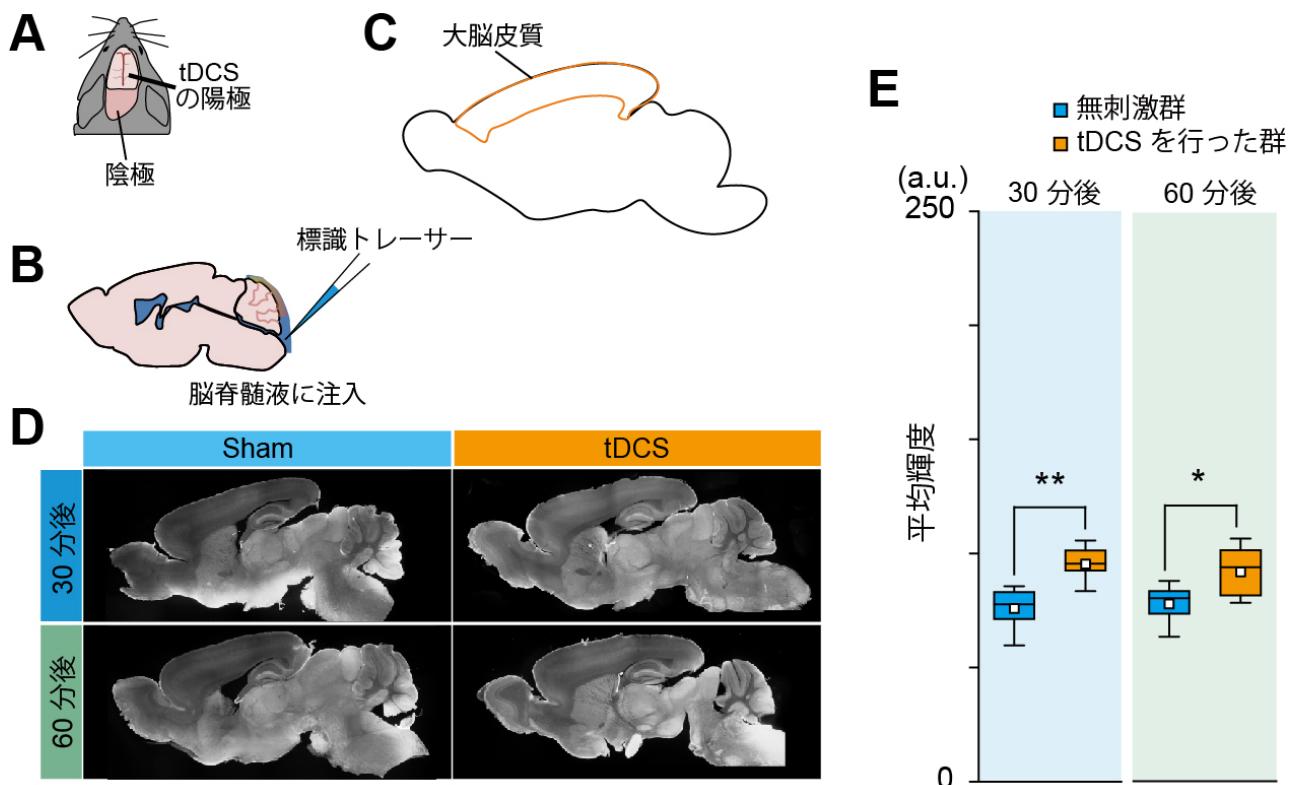 A
tDCS
の陽極
陰極
B
標識トレーサー
脳脊髄液に注入
C
大脳皮質
D
Sham
tDCS
30 分後
60 分後
E
無刺激群
tDCS を行った群
(a.u.)
30 分後
60 分後
250
平均輝度
**
*
0